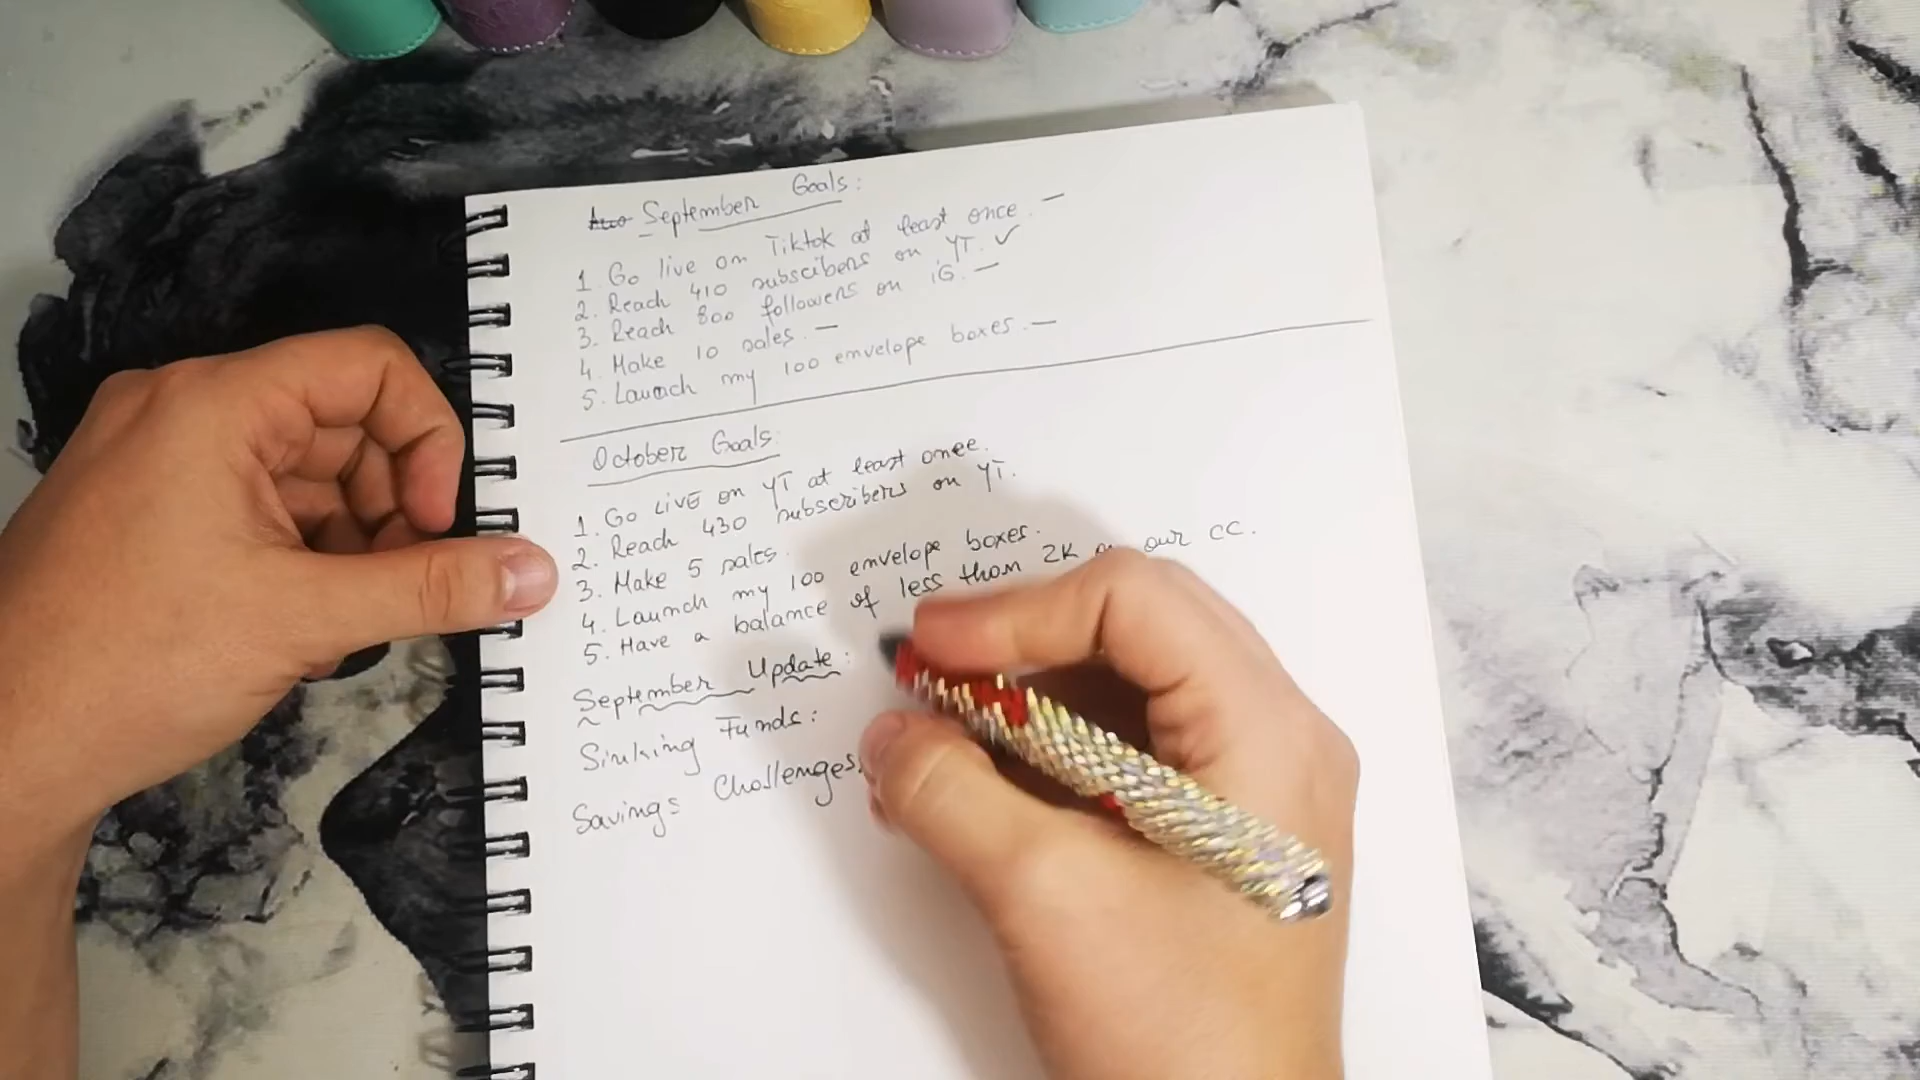 September Goals:
1. Go live on Tiktok at least once. —
2. Reach 410 subscibers on YT. ✓
3. Reach 800 followers on iG. —
4. Make 10 sales. —
5. Launch my 100 envelope boxes. —
October Goals:
1. Go LIVE on YT at least once.
2. Reach 430 subscribers on YT.
3. Make 5 sales.
4. Launch my 100 envelope boxes.
5. Have a balance of less than 2K on our cc.
September Update:
Sinking Funds:
Savings Challenges: